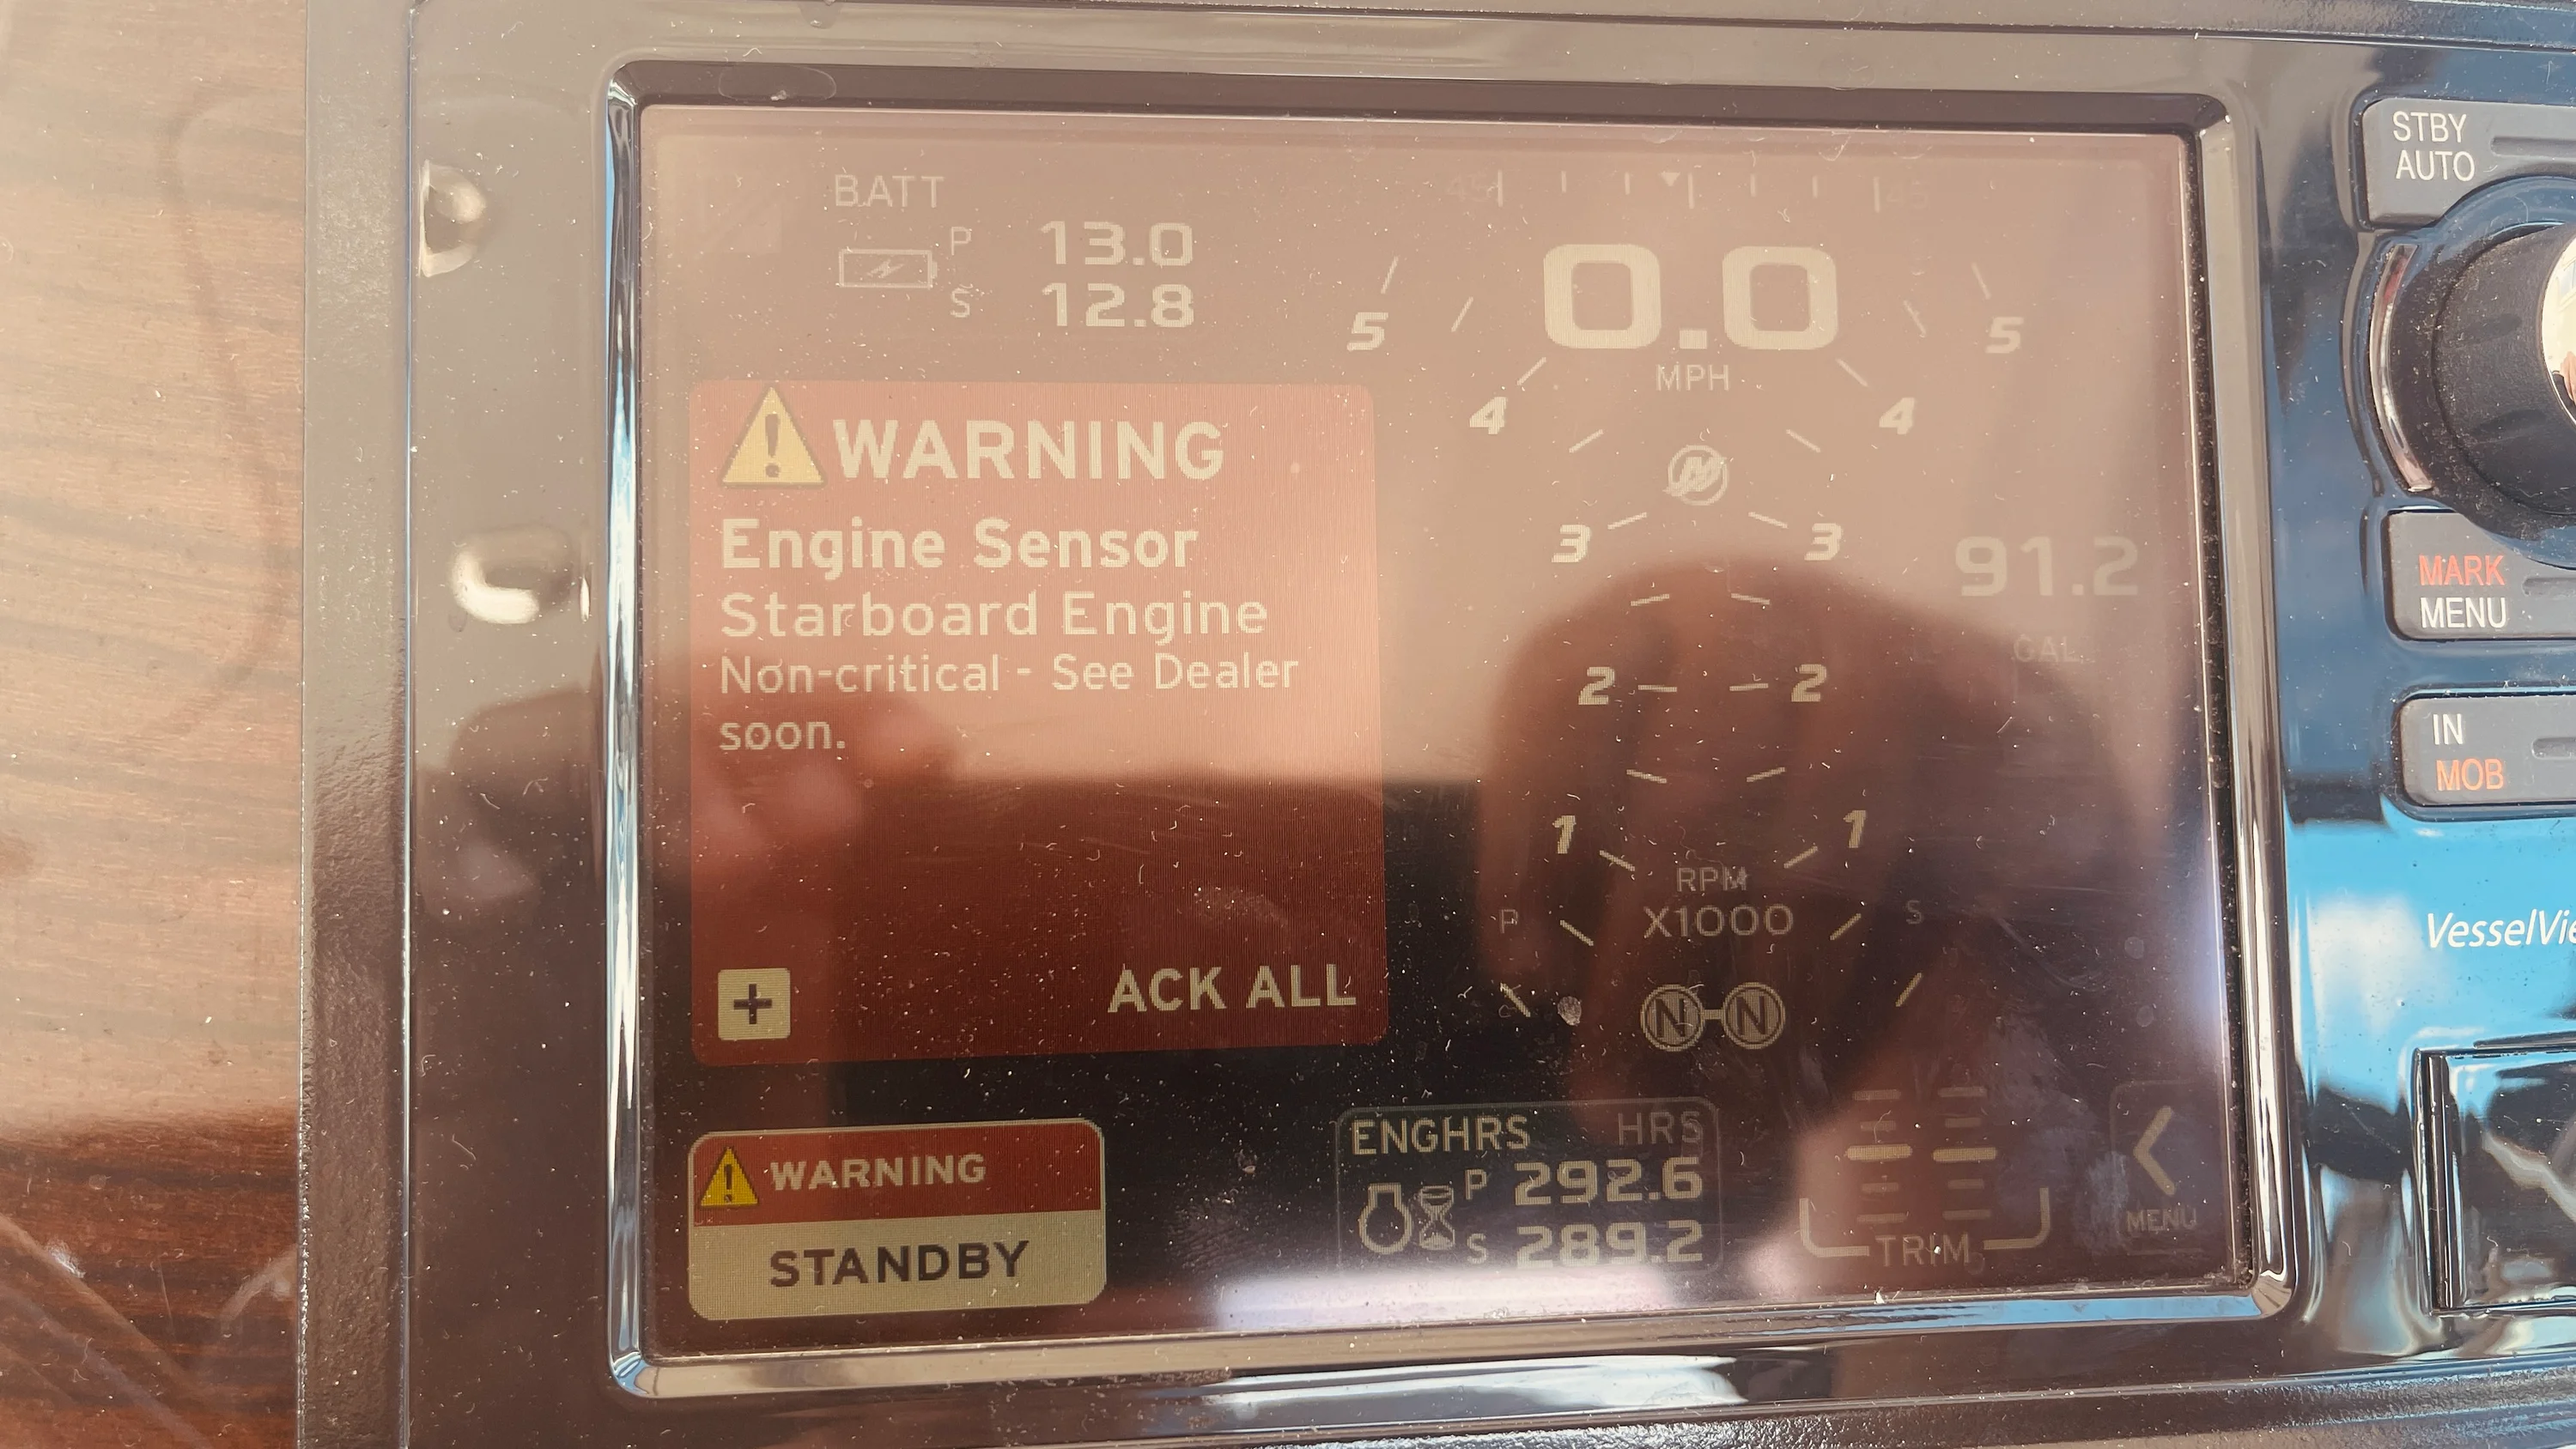 BATT
P 13.0
S 12.8
45 45
0.0
MPH
5 5
4 4
3 3
2 2
1 1
RPM
X1000
P S
N N
91.2
GAL
WARNING
Engine Sensor
Starboard Engine
Non-critical - See Dealer
soon.
+ ACK ALL
WARNING
STANDBY
ENGHRS HRS
P 292.6
S 289.2
TRIM
MENU
STBY
AUTO
MARK
MENU
IN
MOB